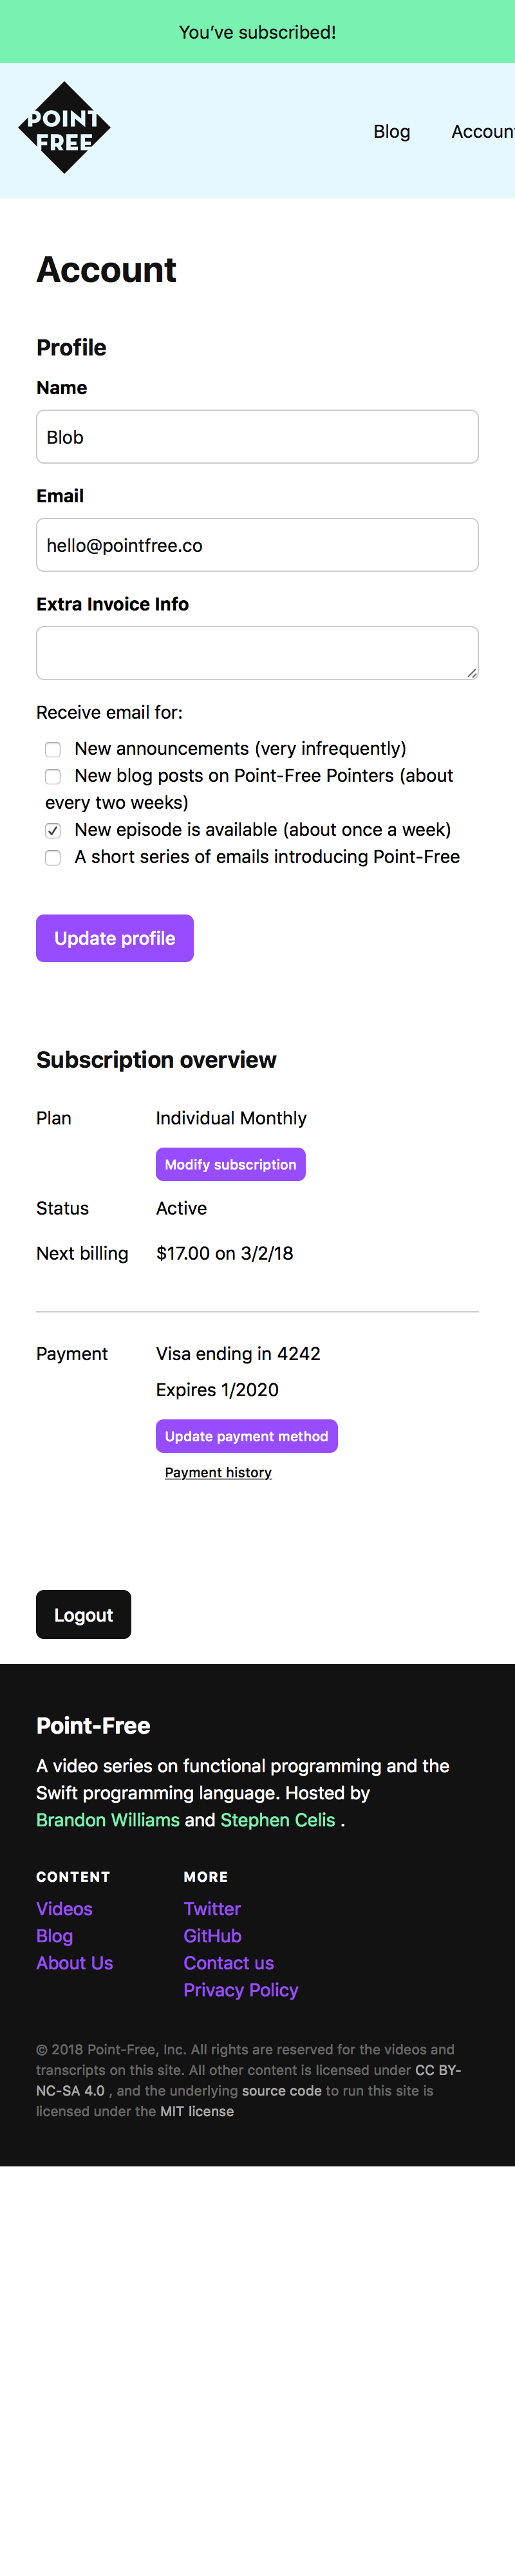 You’ve subscribed!
POINT
FREE
Blog
Accoun
Account
Profile
Name
Blob
Email
hello@pointfree.co
Extra Invoice Info
Receive email for:
New announcements (very infrequently)
New blog posts on Point-Free Pointers (about
every two weeks)
New episode is available (about once a week)
A short series of emails introducing Point-Free
Update profile
Subscription overview
Plan Individual Monthly
Modify subscription
Status Active
Next billing $17.00 on 3/2/18
Payment Visa ending in 4242
Expires 1/2020
Update payment method
Payment history
Logout
Point-Free
A video series on functional programming and the
Swift programming language. Hosted by
Brandon Williams and Stephen Celis .
CONTENT
Videos
Blog
About Us
MORE
Twitter
GitHub
Contact us
Privacy Policy
© 2018 Point-Free, Inc. All rights are reserved for the videos and
transcripts on this site. All other content is licensed under CC BY-
NC-SA 4.0 , and the underlying source code to run this site is
licensed under the MIT license